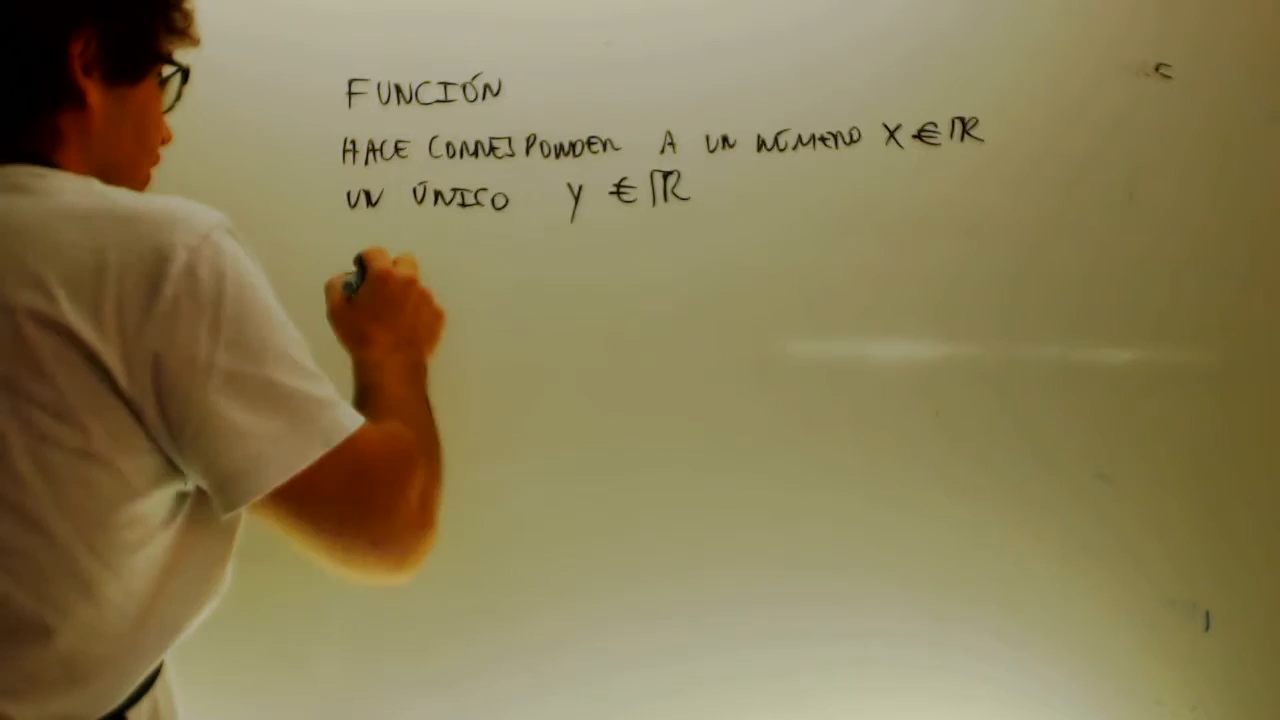 FUNCIÓN
HACE CORRESPONDER A UN NÚMERO X ∈ ℝ
UN ÚNICO Y ∈ ℝ